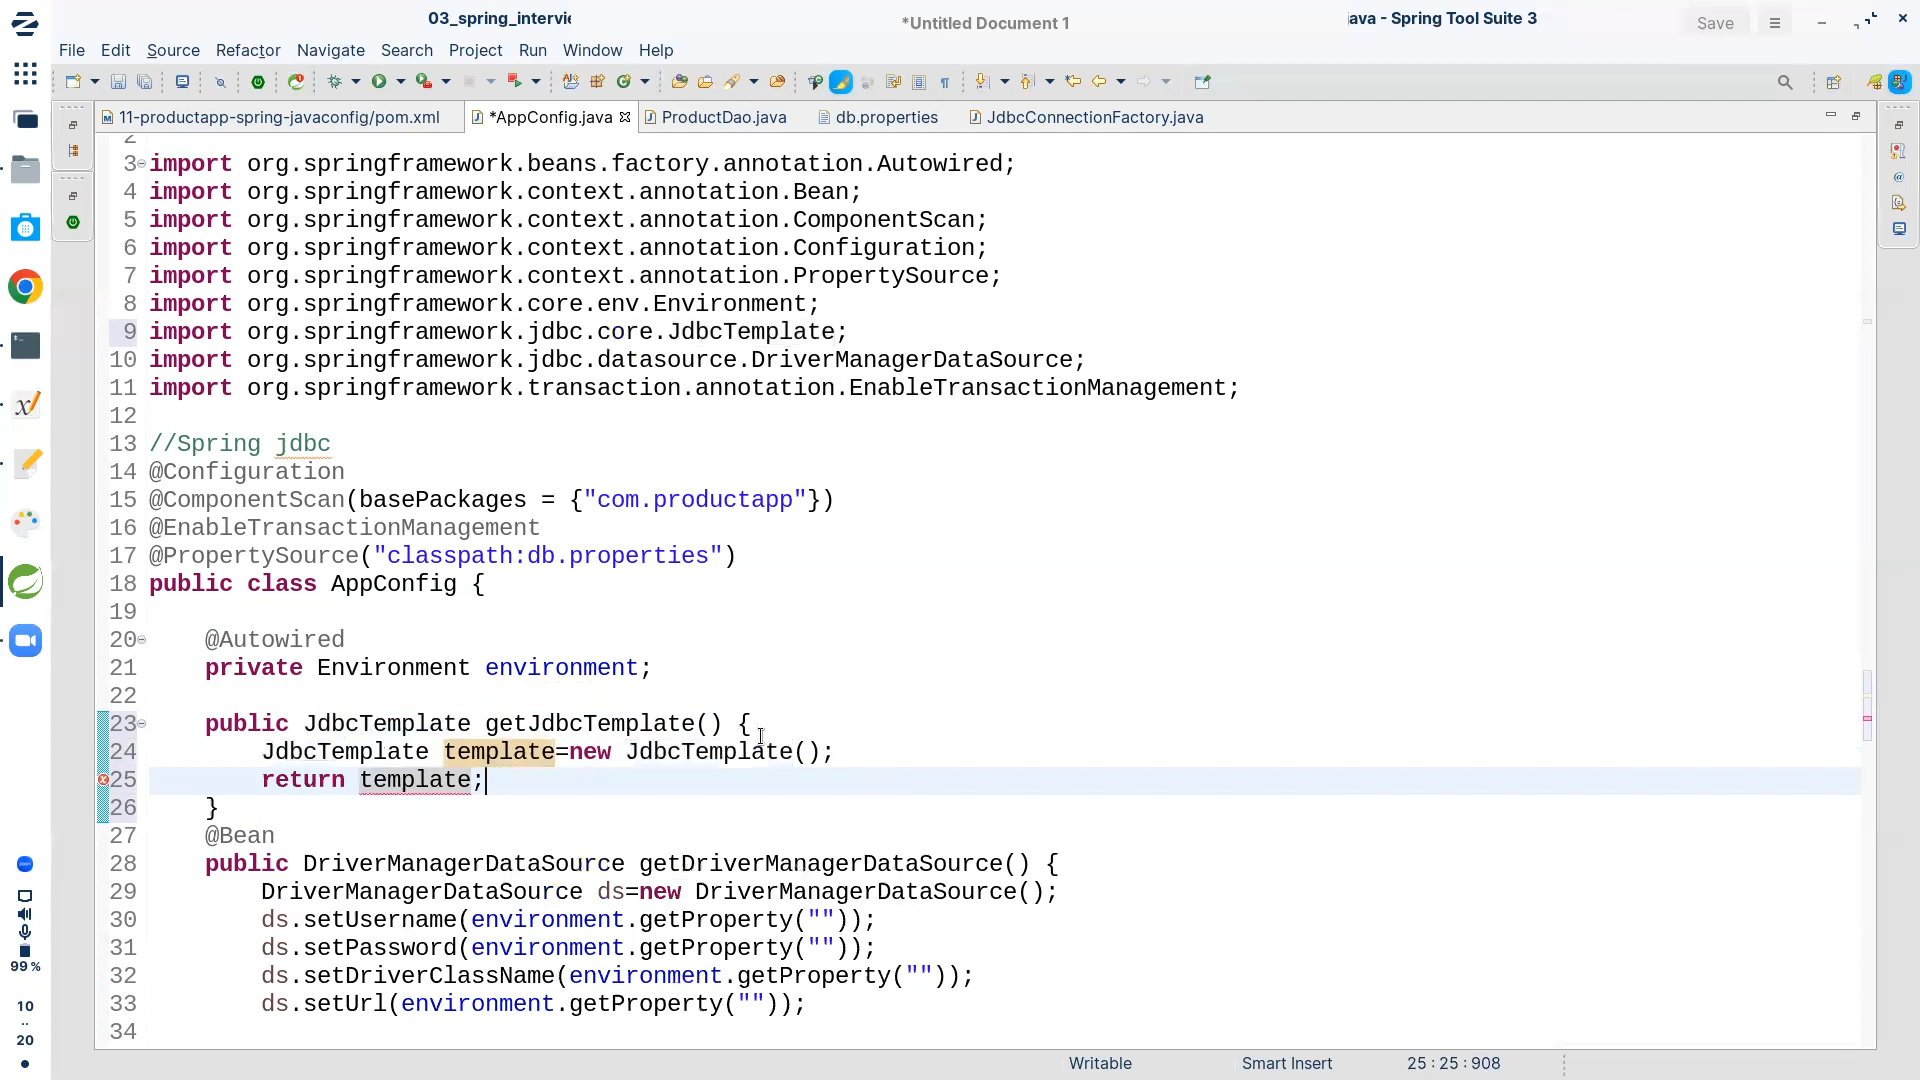 03_spring_intervie
*Untitled Document 1
java - Spring Tool Suite 3
Save
File Edit Source Refactor Navigate Search Project Run Window Help
11-productapp-spring-javaconfig/pom.xml
*AppConfig.java
ProductDao.java
db.properties
JdbcConnectionFactory.java
2
3 import org.springframework.beans.factory.annotation.Autowired;
4 import org.springframework.context.annotation.Bean;
5 import org.springframework.context.annotation.ComponentScan;
6 import org.springframework.context.annotation.Configuration;
7 import org.springframework.context.annotation.PropertySource;
8 import org.springframework.core.env.Environment;
9 import org.springframework.jdbc.core.JdbcTemplate;
10 import org.springframework.jdbc.datasource.DriverManagerDataSource;
11 import org.springframework.transaction.annotation.EnableTransactionManagement;
12
13 //Spring jdbc
14 @Configuration
15 @ComponentScan(basePackages = {"com.productapp"})
16 @EnableTransactionManagement
17 @PropertySource("classpath:db.properties")
18 public class AppConfig {
19
20 @Autowired
21 private Environment environment;
22
23 public JdbcTemplate getJdbcTemplate() {
24 JdbcTemplate template=new JdbcTemplate();
25 return template;
26 }
27 @Bean
28 public DriverManagerDataSource getDriverManagerDataSource() {
29 DriverManagerDataSource ds=new DriverManagerDataSource();
30 ds.setUsername(environment.getProperty(""));
31 ds.setPassword(environment.getProperty(""));
32 ds.setDriverClassName(environment.getProperty(""));
33 ds.setUrl(environment.getProperty(""));
34
99 %
10
..
20
Writable
Smart Insert
25 : 25 : 908